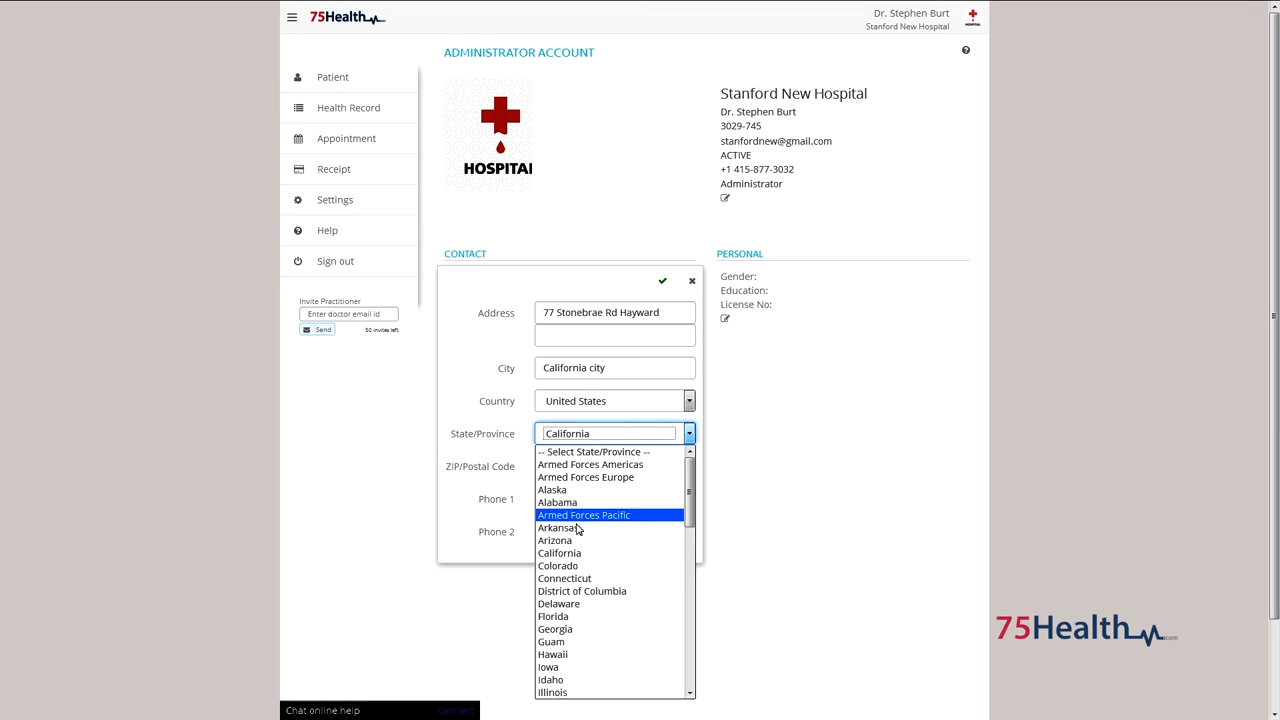 75Health
Dr. Stephen Burt
Stanford New Hospital
HOSPITAL
ADMINISTRATOR ACCOUNT
Patient
Health Record
Appointment
Receipt
Settings
Help
Sign out
Invite Practitioner
Enter doctor email id
Send
50 invites left
HOSPITAL
Stanford New Hospital
Dr. Stephen Burt
3029-745
stanfordnew@gmail.com
ACTIVE
+1 415-877-3032
Administrator
CONTACT
Address 77 Stonebrae Rd Hayward
City California city
Country United States
State/Province California
ZIP/Postal Code
Phone 1
Phone 2
-- Select State/Province --
Armed Forces Americas
Armed Forces Europe
Alaska
Alabama
Armed Forces Pacific
Arkansas
Arizona
California
Colorado
Connecticut
District of Columbia
Delaware
Florida
Georgia
Guam
Hawaii
Iowa
Idaho
Illinois
PERSONAL
Gender:
Education:
License No:
75Health.com
Chat online help Connect